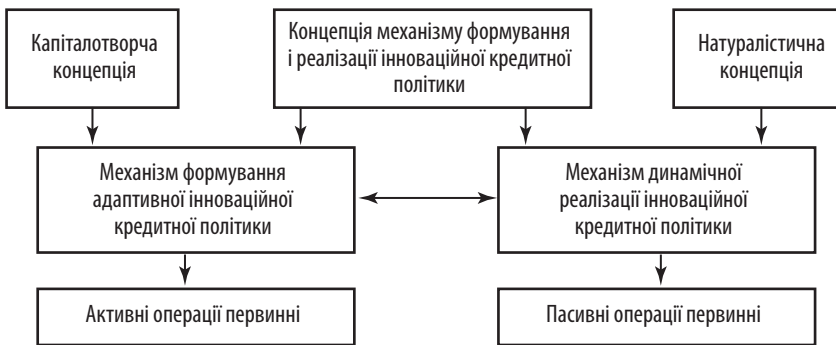 Капіталотворча
концепція
Концепція механізму формування
і реалізації інноваційної кредитної
політики
Натуралістична
концепція
Механізм формування
адаптивної інноваційної
кредитної політики
Механізм динамічної
реалізації інноваційної
кредитної політики
Активні операції первинні
Пасивні операції первинні